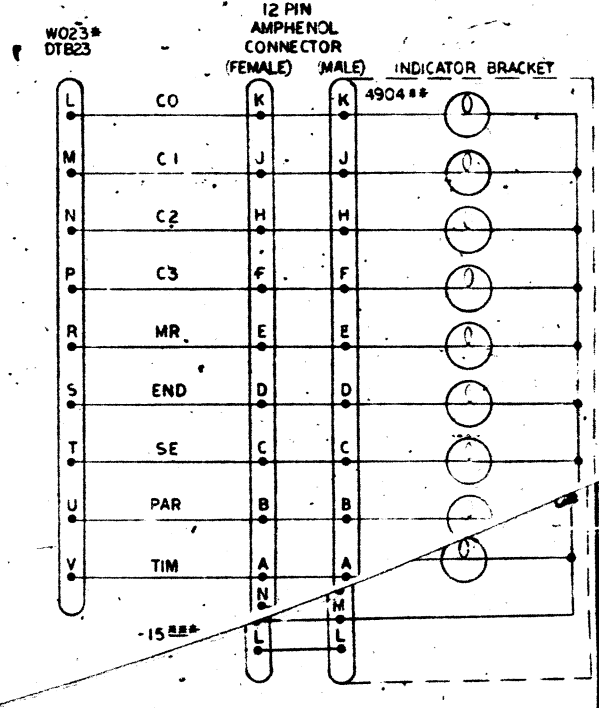 12 PIN
AMPHENOL
CONNECTOR
W023*
DTB23
(FEMALE) (MALE) INDICATOR BRACKET
4904**
L C0 K K
M C1 J J
N C2 H H
P C3 F F
R MR E E
S END D D
T SE C C
U PAR B B
V TIM A A
N M
-15***
L L